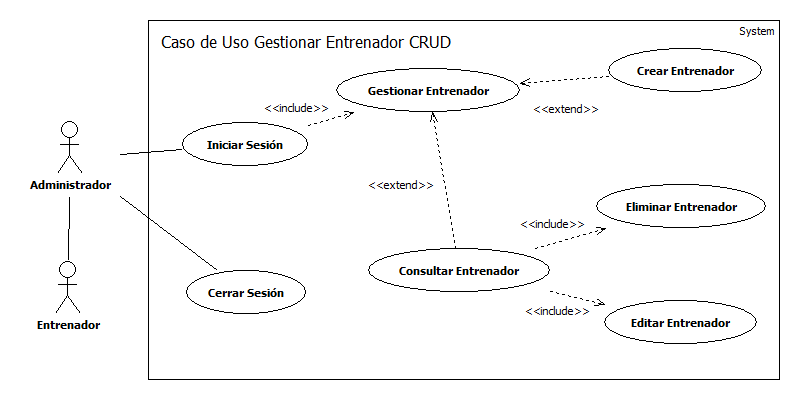 System
Caso de Uso Gestionar Entrenador CRUD
Crear Entrenador
Gestionar Entrenador
<<include>>
<<extend>>
Iniciar Sesión
Administrador
<<extend>>
Eliminar Entrenador
<<include>>
Consultar Entrenador
Cerrar Sesión
<<include>>
Editar Entrenador
Entrenador